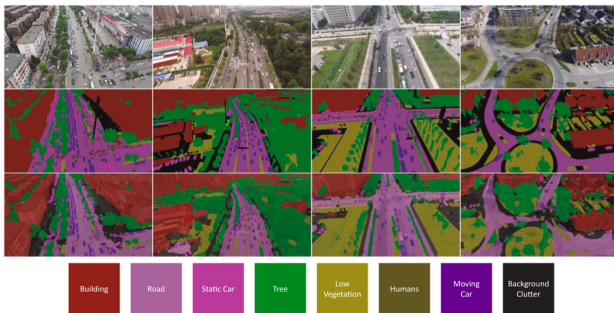 Building
Road
Static Car
Tree
Low
Vegetation
Humans
Moving
Car
Background
Clutter